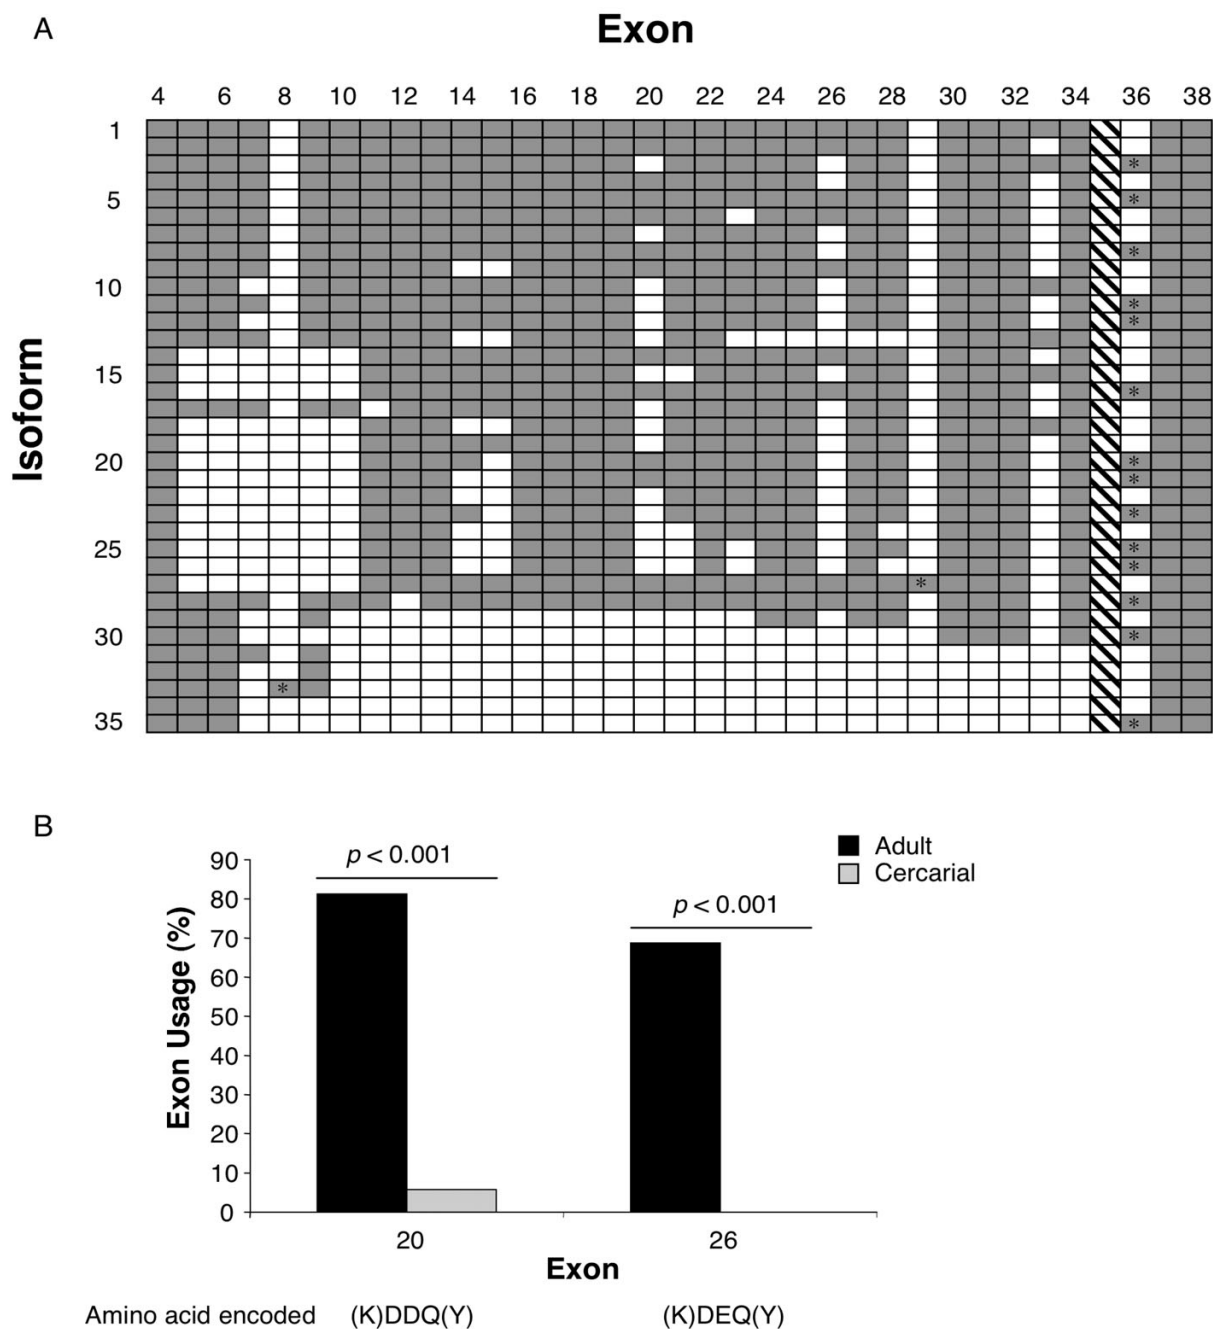 A
Exon
4 6 8 10 12 14 16 18 20 22 24 26 28 30 32 34 36 38
Isoform
1
*
5
*
*
10
*
*
15
*
20
*
*
*
25
*
*
*
*
30
*
*
35
*
B
Adult
Cercarial
p < 0.001
p < 0.001
Exon Usage (%)
90
80
70
60
50
40
30
20
10
0
20 26
Exon
Amino acid encoded (K)DDQ(Y) (K)DEQ(Y)